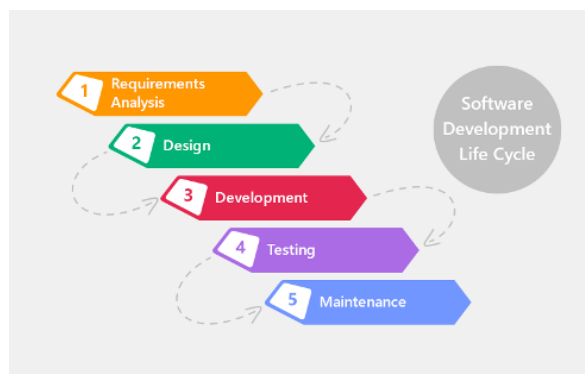 1
Requirements
Analysis
2
Design
3
Development
4
Testing
5
Maintenance
Software
Development
Life Cycle